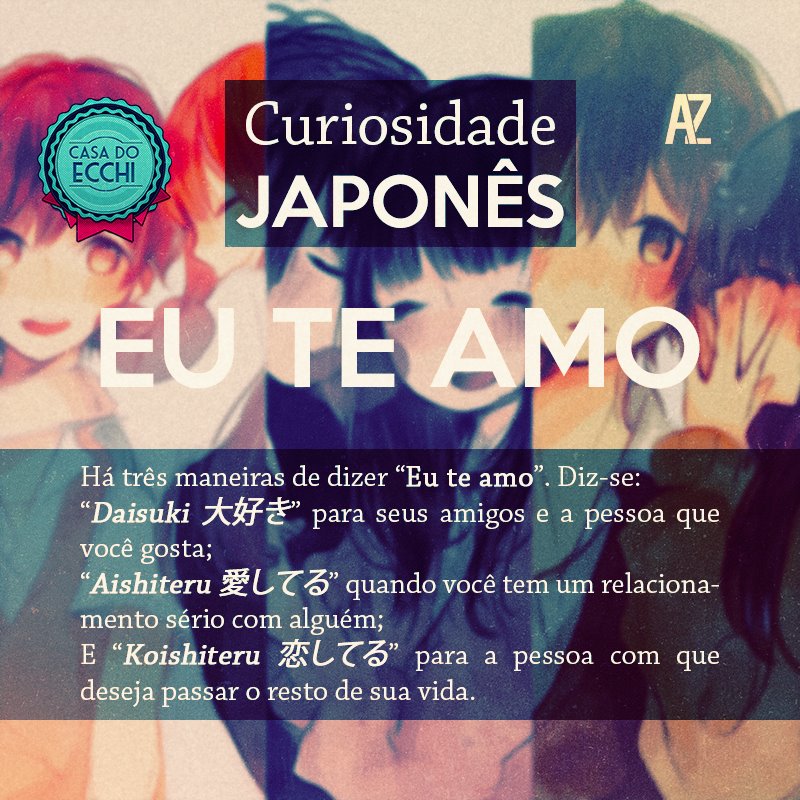 CASA DO
ECCHI
Curiosidade
JAPONÊS
AZ
EU TE AMO
Há três maneiras de dizer “Eu te amo”. Diz-se:
“Daisuki 大好き” para seus amigos e a pessoa que
você gosta;
“Aishiteru 愛してる” quando você tem um relaciona-
mento sério com alguém;
E “Koishiteru 恋してる” para a pessoa com que
deseja passar o resto de sua vida.